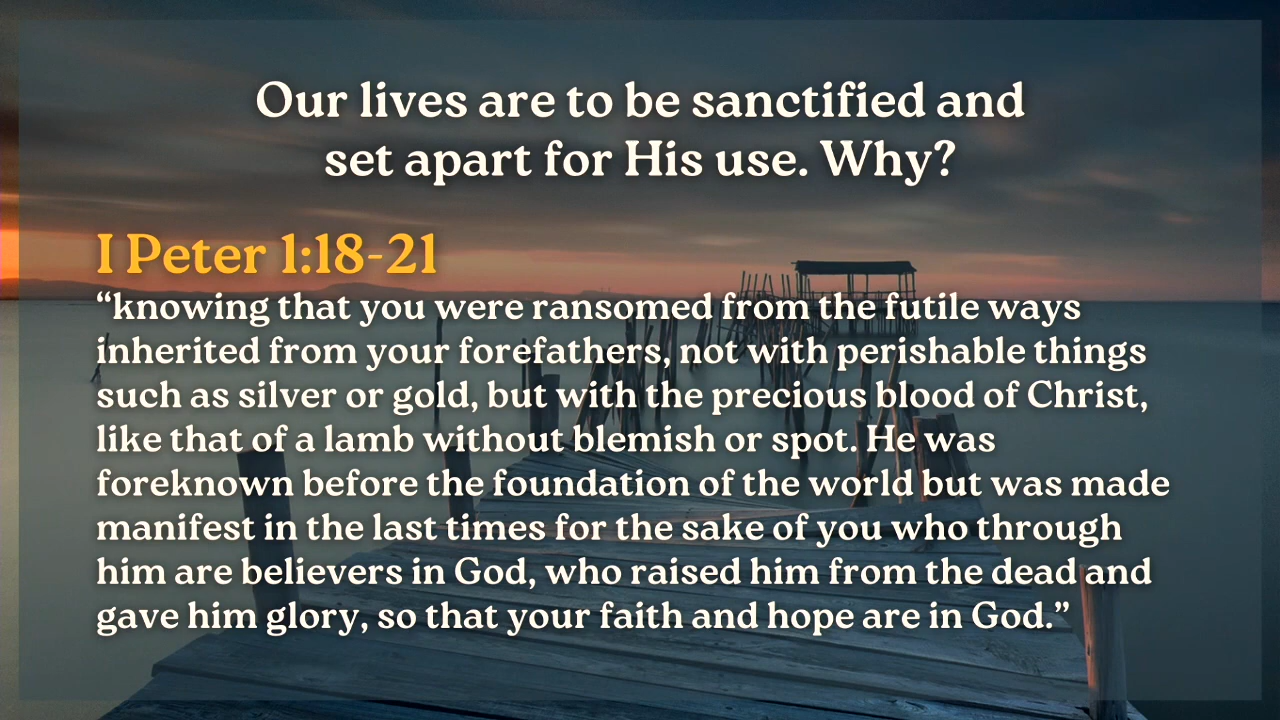 Our lives are to be sanctified and
set apart for His use. Why?
I Peter 1:18-21
“knowing that you were ransomed from the futile ways
inherited from your forefathers, not with perishable things
such as silver or gold, but with the precious blood of Christ,
like that of a lamb without blemish or spot. He was
foreknown before the foundation of the world but was made
manifest in the last times for the sake of you who through
him are believers in God, who raised him from the dead and
gave him glory, so that your faith and hope are in God.”